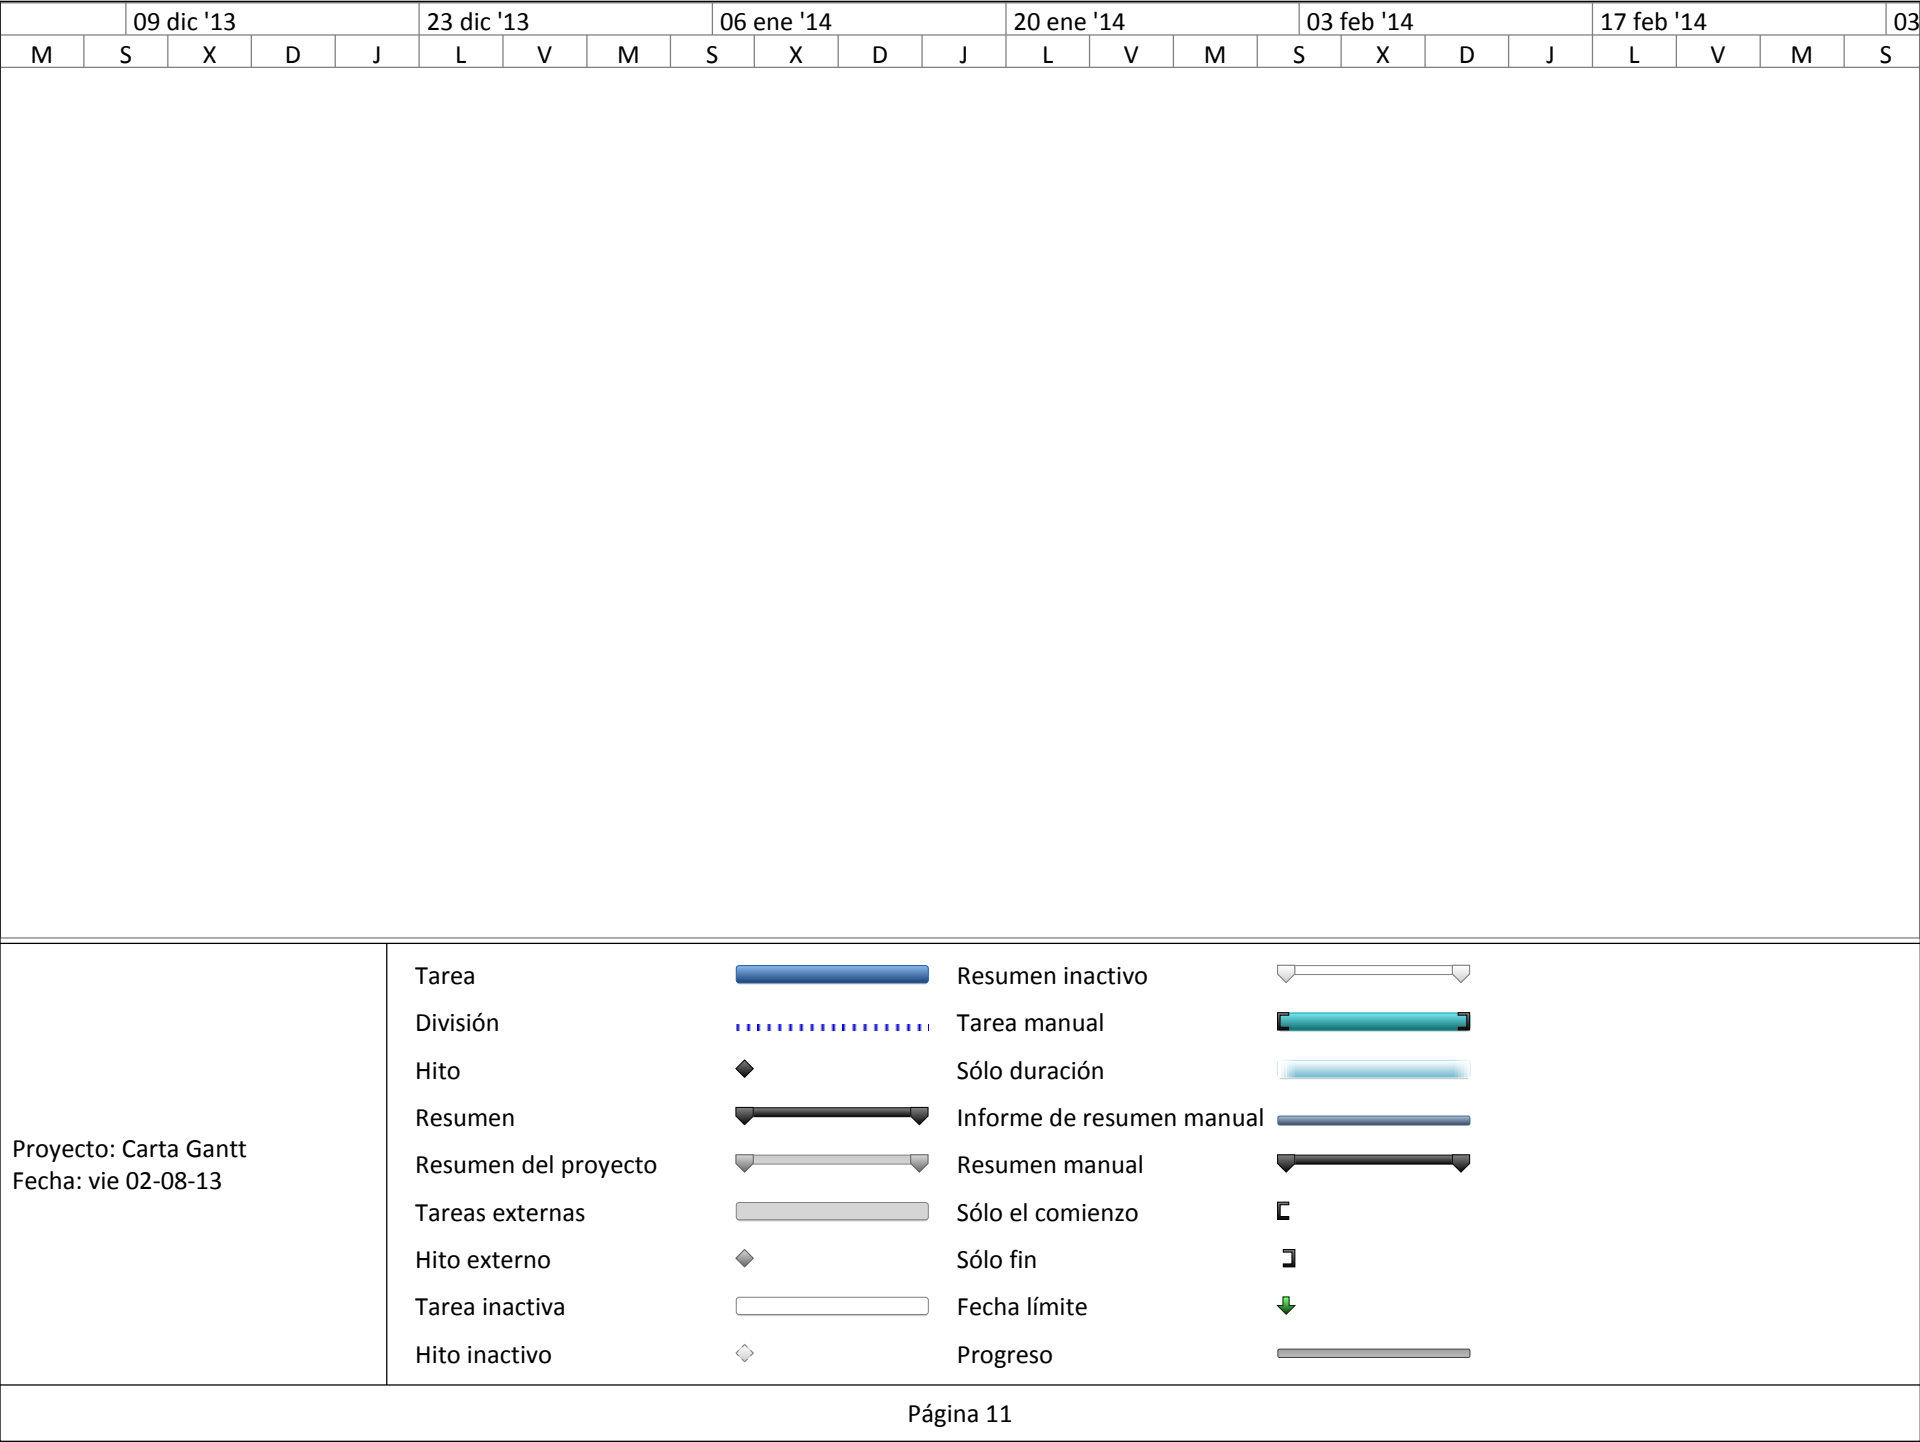 09 dic '13 23 dic '13 06 ene '14 20 ene '14 03 feb '14 17 feb '14 03
M S X D J L V M S X D J L V M S X D J L V M S
Tarea Resumen inactivo
División Tarea manual
Hito Sólo duración
Resumen Informe de resumen manual
Resumen del proyecto Resumen manual
Tareas externas Sólo el comienzo
Hito externo Sólo fin
Tarea inactiva Fecha límite
Hito inactivo Progreso
Proyecto: Carta Gantt
Fecha: vie 02-08-13
Página 11